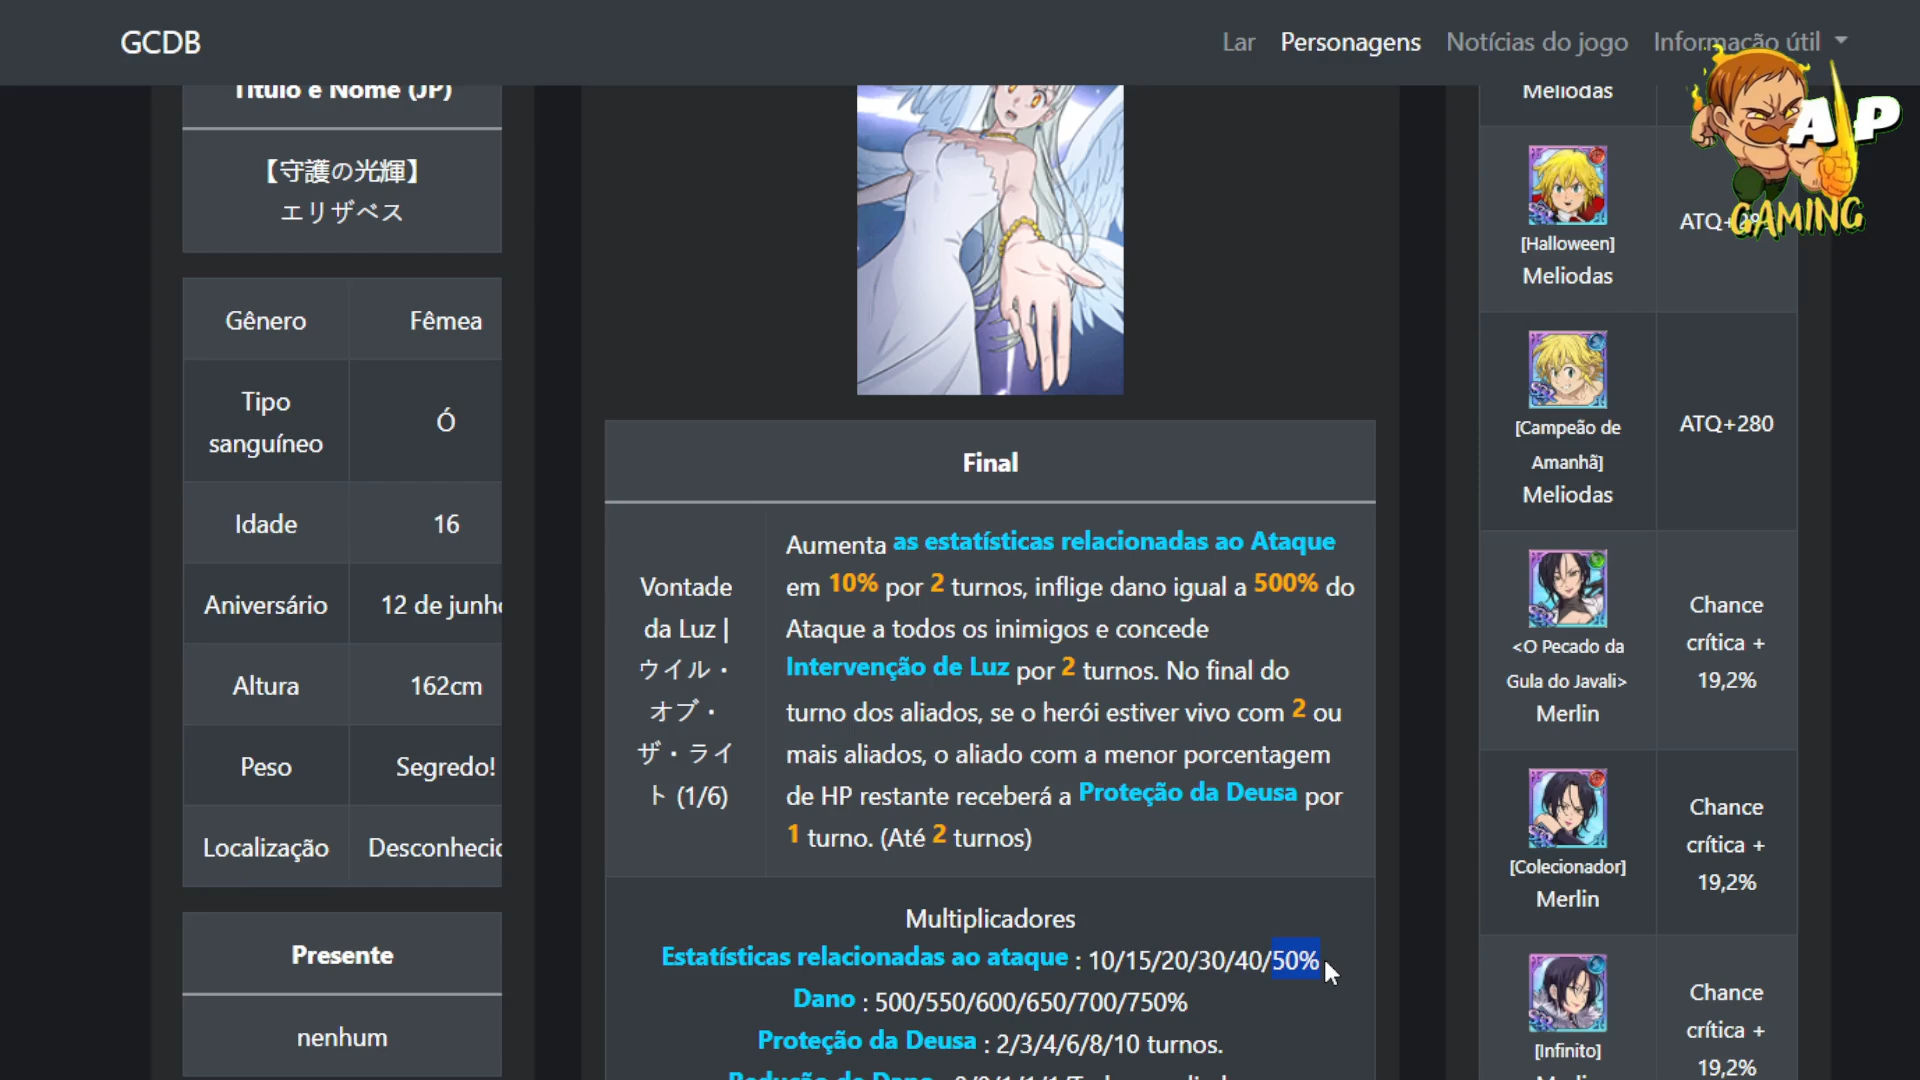 GCDB
Lar
Personagens
Notícias do jogo
Informação útil
Título e Nome (JP)
【守護の光輝】
エリザベス
Gênero
Fêmea
Tipo
sanguíneo
Ó
Idade
16
Aniversário
12 de junho
Altura
162cm
Peso
Segredo!
Localização
Desconhecid
Presente
nenhum
Final
Vontade
da Luz |
ウイル・
オブ・
ザ・ライ
ト (1/6)
Aumenta as estatísticas relacionadas ao Ataque
em 10% por 2 turnos, inflige dano igual a 500% do
Ataque a todos os inimigos e concede
Intervenção de Luz por 2 turnos. No final do
turno dos aliados, se o herói estiver vivo com 2 ou
mais aliados, o aliado com a menor porcentagem
de HP restante receberá a Proteção da Deusa por
1 turno. (Até 2 turnos)
Multiplicadores
Estatísticas relacionadas ao ataque : 10/15/20/30/40/50%
Dano : 500/550/600/650/700/750%
Proteção da Deusa : 2/3/4/6/8/10 turnos.
Meliodas
[Halloween]
Meliodas
[Campeão de
Amanhã]
Meliodas
ATQ+280
<O Pecado da
Gula do Javali>
Merlin
Chance
crítica +
19,2%
[Colecionador]
Merlin
Chance
crítica +
19,2%
[Infinito]
Chance
crítica +
19,2%
AP
GAMING